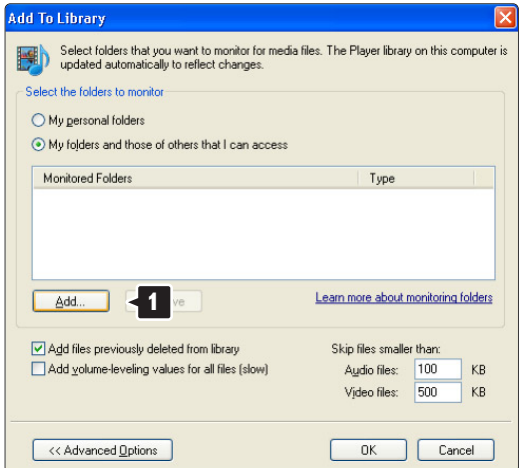 Add To Library
Select folders that you want to monitor for media files. The Player library on this computer is
updated automatically to reflect changes.
Select the folders to monitor
My personal folders
My folders and those of others that I can access
Monitored Folders Type
Add... 1 ve
Learn more about monitoring folders
Add files previously deleted from library
Skip files smaller than:
Add volume-leveling values for all files (slow)
Audio files: 100 KB
Video files: 500 KB
<< Advanced Options OK Cancel